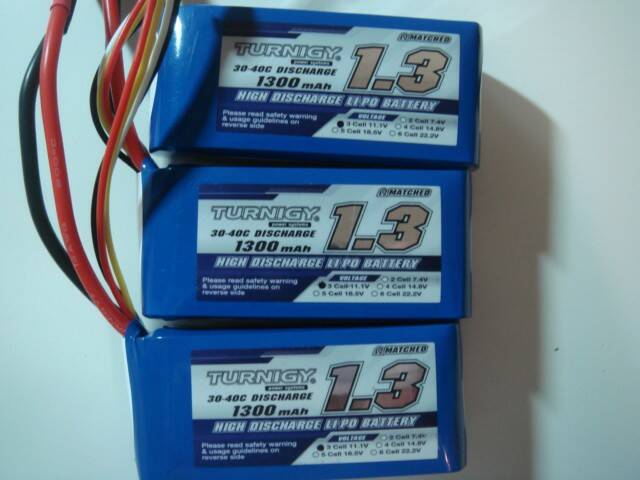 TURNIGY®
power systems
ΩMATCHED
1.3
30-40C DISCHARGE
1300 mAh
HIGH DISCHARGE LI PO BATTERY
Please read safety warning
& usage guidelines on
reverse side
VOLTAGE
2 Cell 7.4V
3 Cell 11.1V 4 Cell 14.8V
5 Cell 18.5V 6 Cell 22.2V
TURNIGY®
power systems
ΩMATCHED
1.3
30-40C DISCHARGE
1300 mAh
HIGH DISCHARGE LI PO BATTERY
Please read safety warning
& usage guidelines on
reverse side
VOLTAGE
2 Cell 7.4V
3 Cell 11.1V 4 Cell 14.8V
5 Cell 18.5V 6 Cell 22.2V
TURNIGY®
power systems
ΩMATCHED
1.3
30-40C DISCHARGE
1300 mAh
HIGH DISCHARGE LI PO BATTERY
Please read safety warning
& usage guidelines on
reverse side
VOLTAGE
2 Cell 7.4V
3 Cell 11.1V 4 Cell 14.8V
5 Cell 18.5V 6 Cell 22.2V